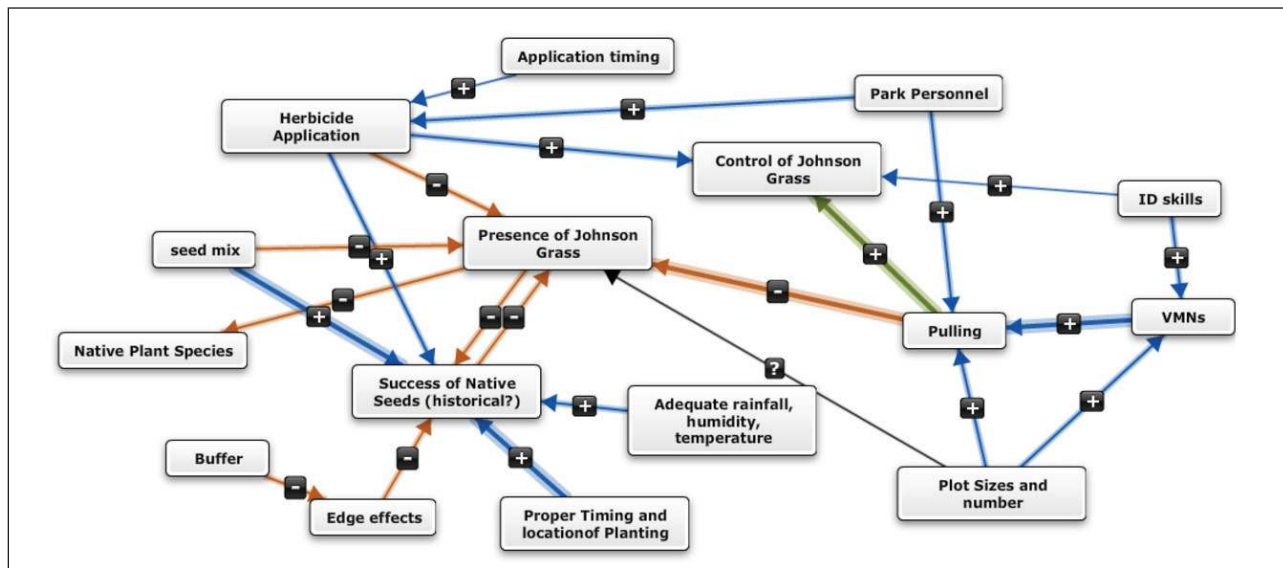 Application timing
+
Park Personnel
+
Herbicide
Application
+
Control of Johnson
Grass
-
+
ID skills
+
seed mix
-
+
Presence of Johnson
Grass
+
+
-
-
+
-
-
+
VMNs
Pulling
Native Plant Species
?
Success of Native
Seeds (historical?)
+
Adequate rainfall,
humidity,
temperature
+
+
Buffer
-
-
+
Plot Sizes and
number
Edge effects
Proper Timing and
locationof Planting